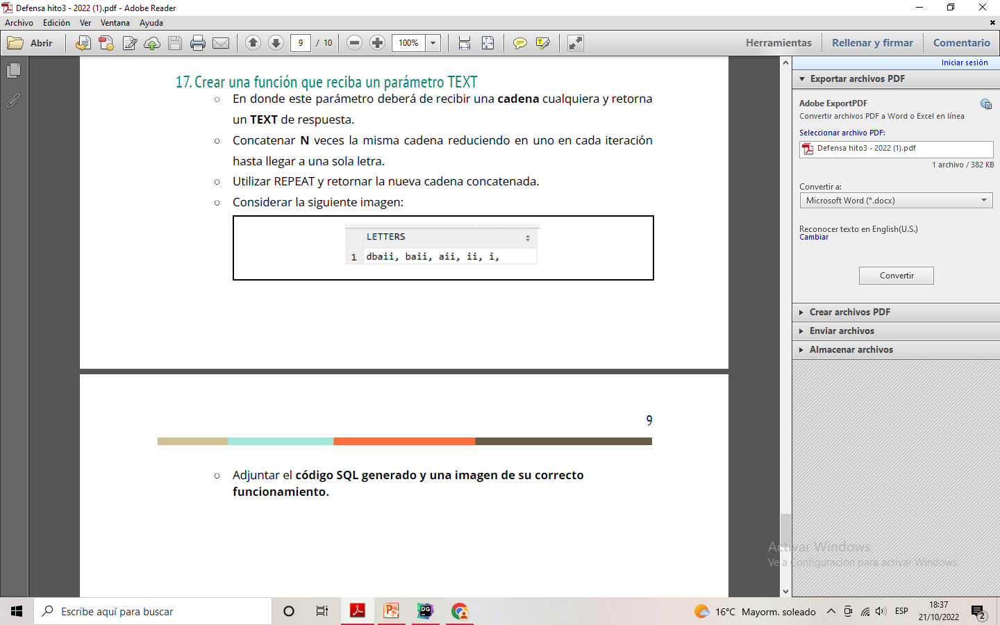 Defensa hito3 - 2022 (1).pdf - Adobe Reader
Archivo Edición Ver Ventana Ayuda
Abrir 9 / 10 100% Herramientas Rellenar y firmar Comentario
17. Crear una función que reciba un parámetro TEXT
○ En donde este parámetro deberá de recibir una cadena cualquiera y retorna
un TEXT de respuesta.
○ Concatenar N veces la misma cadena reduciendo en uno en cada iteración
hasta llegar a una sola letra.
○ Utilizar REPEAT y retornar la nueva cadena concatenada.
○ Considerar la siguiente imagen:
LETTERS
1 dbaii, baii, aii, ii, i,
9
○ Adjuntar el código SQL generado y una imagen de su correcto
funcionamiento.
Iniciar sesión
Exportar archivos PDF
Adobe ExportPDF
Convertir archivos PDF a Word o Excel en línea
Seleccionar archivo PDF:
Defensa hito3 - 2022 (1).pdf
1 archivo / 382 KB
Convertir a:
Microsoft Word (*.docx)
Reconocer texto en English(U.S.)
Cambiar
Convertir
Crear archivos PDF
Enviar archivos
Almacenar archivos
Activar Windows
Ve a Configuración para activar Windows.
Escribe aquí para buscar
DG
16°C Mayorm. soleado
ESP
18:37
21/10/2022
2